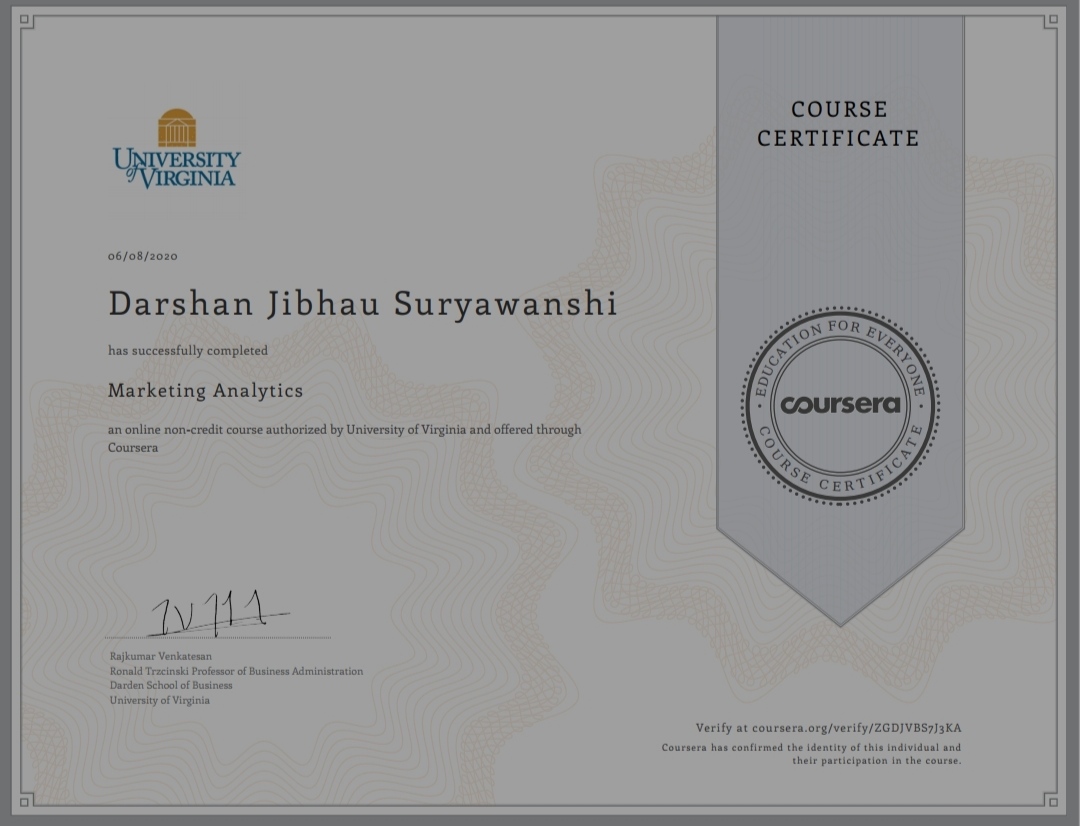 UNIVERSITY
of VIRGINIA
COURSE
CERTIFICATE
06/08/2020
Darshan Jibhau Suryawanshi
has successfully completed
Marketing Analytics
an online non-credit course authorized by University of Virginia and offered through
Coursera
EDUCATION FOR EVERYONE
coursera
COURSE CERTIFICATE
Rajkumar Venkatesan
Ronald Trzcinski Professor of Business Administration
Darden School of Business
University of Virginia
Verify at coursera.org/verify/ZGDJVBS7J3KA
Coursera has confirmed the identity of this individual and
their participation in the course.